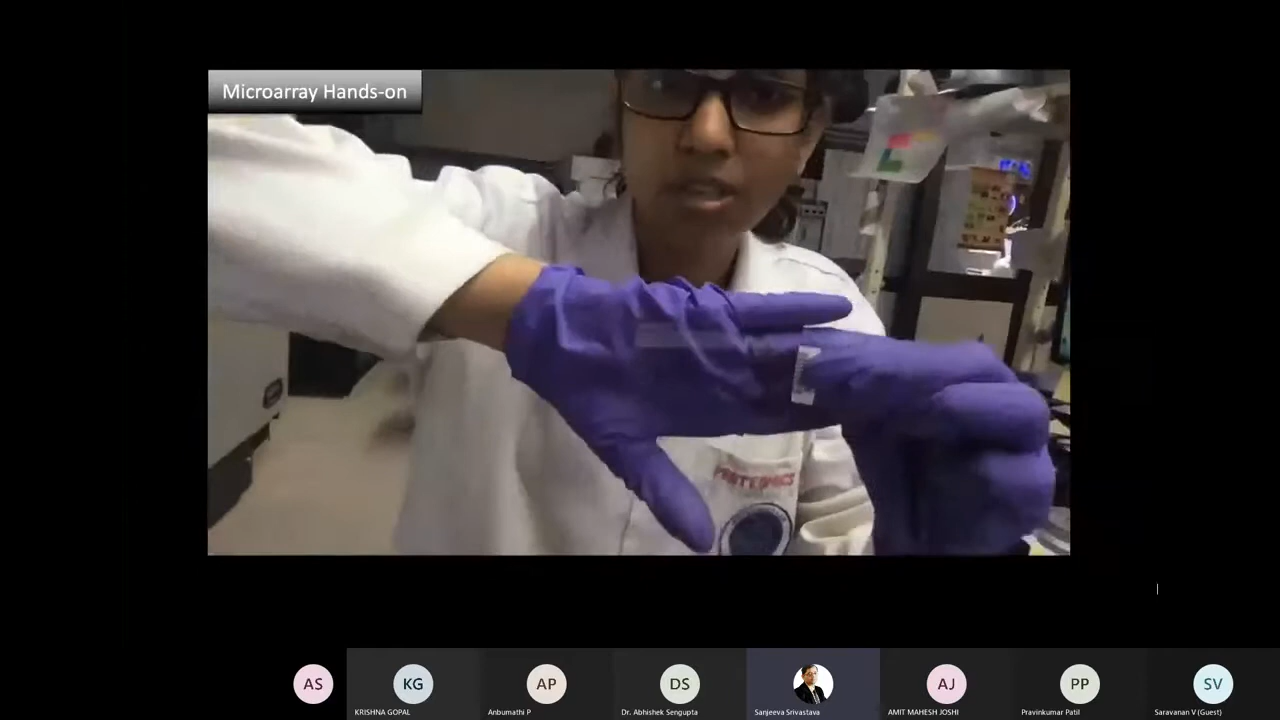 Microarray Hands-on
PROTEOMICS
AS
KG
AP
DS
AJ
PP
SV
KRISHNA GOPAL
Anbumathi P
Dr. Abhishek Sengupta
Sanjeeva Srivastava
AMIT MAHESH JOSHI
Pravinkumar Patil
Saravanan V (Guest)